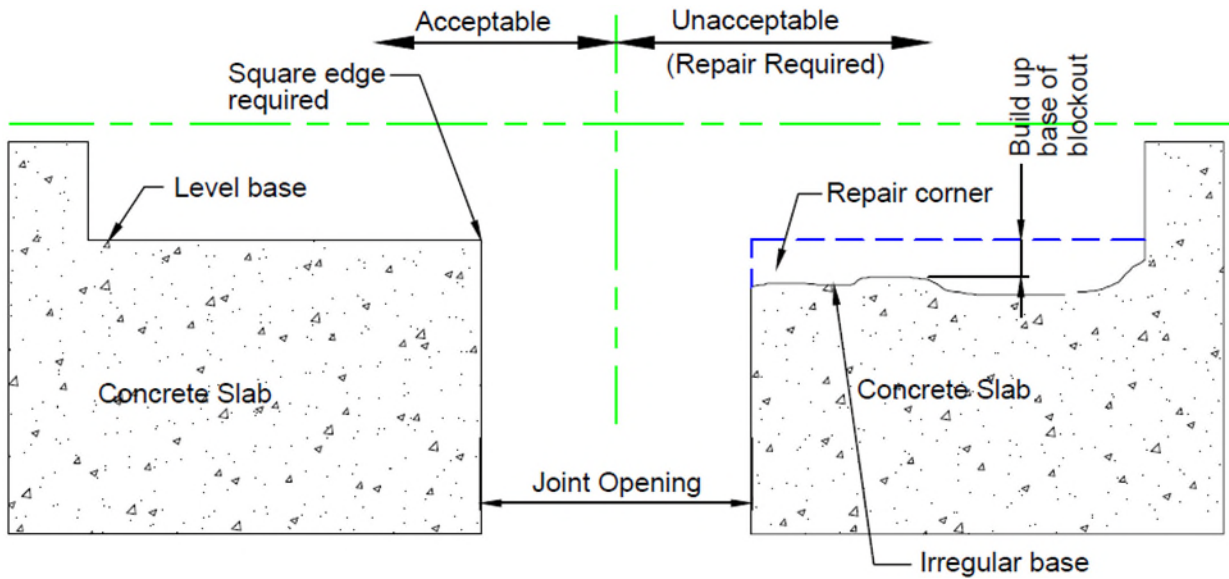 Acceptable
Unacceptable
(Repair Required)
Square edge
required
Build up
base of
blockout
Level base
Repair corner
Concrete Slab
Concrete Slab
Joint Opening
Irregular base